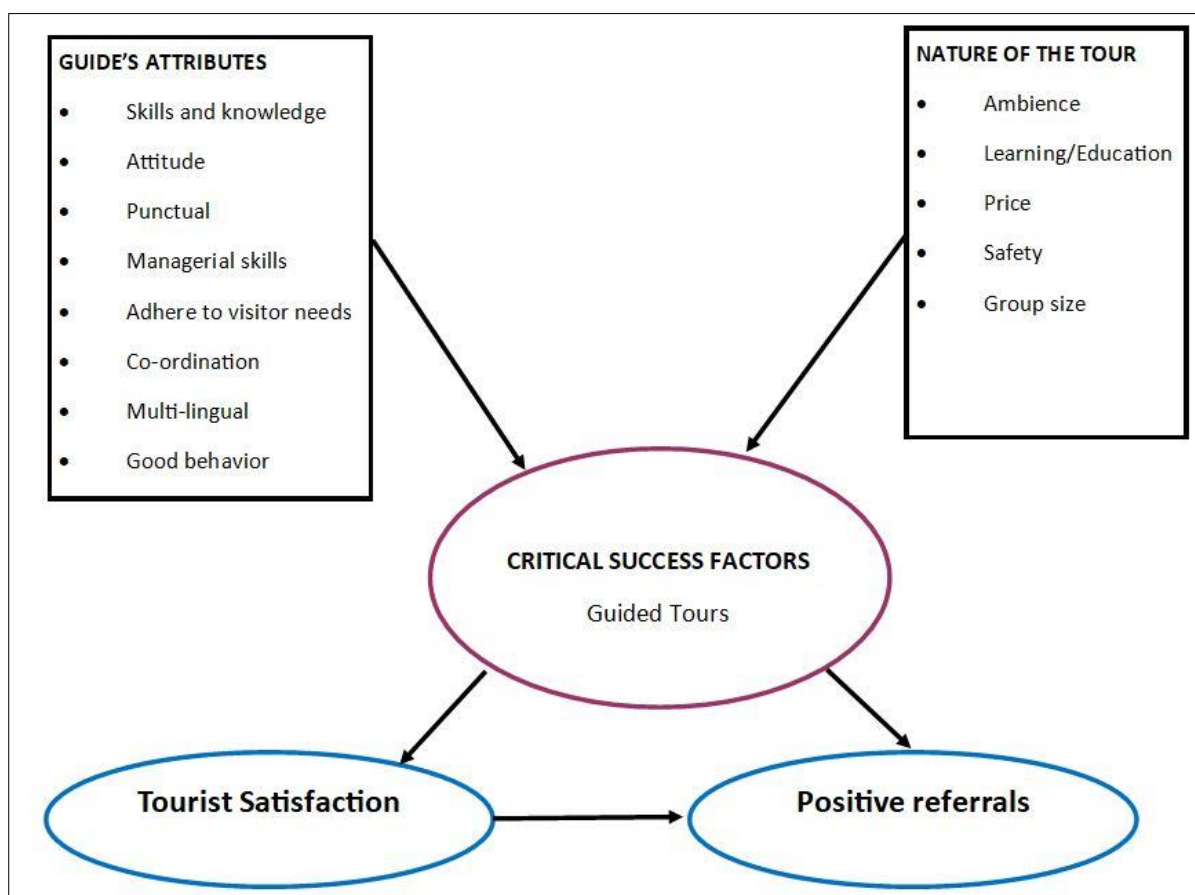 GUIDE’S ATTRIBUTES
• Skills and knowledge
• Attitude
• Punctual
• Managerial skills
• Adhere to visitor needs
• Co-ordination
• Multi-lingual
• Good behavior
NATURE OF THE TOUR
• Ambience
• Learning/Education
• Price
• Safety
• Group size
CRITICAL SUCCESS FACTORS
Guided Tours
Tourist Satisfaction
Positive referrals